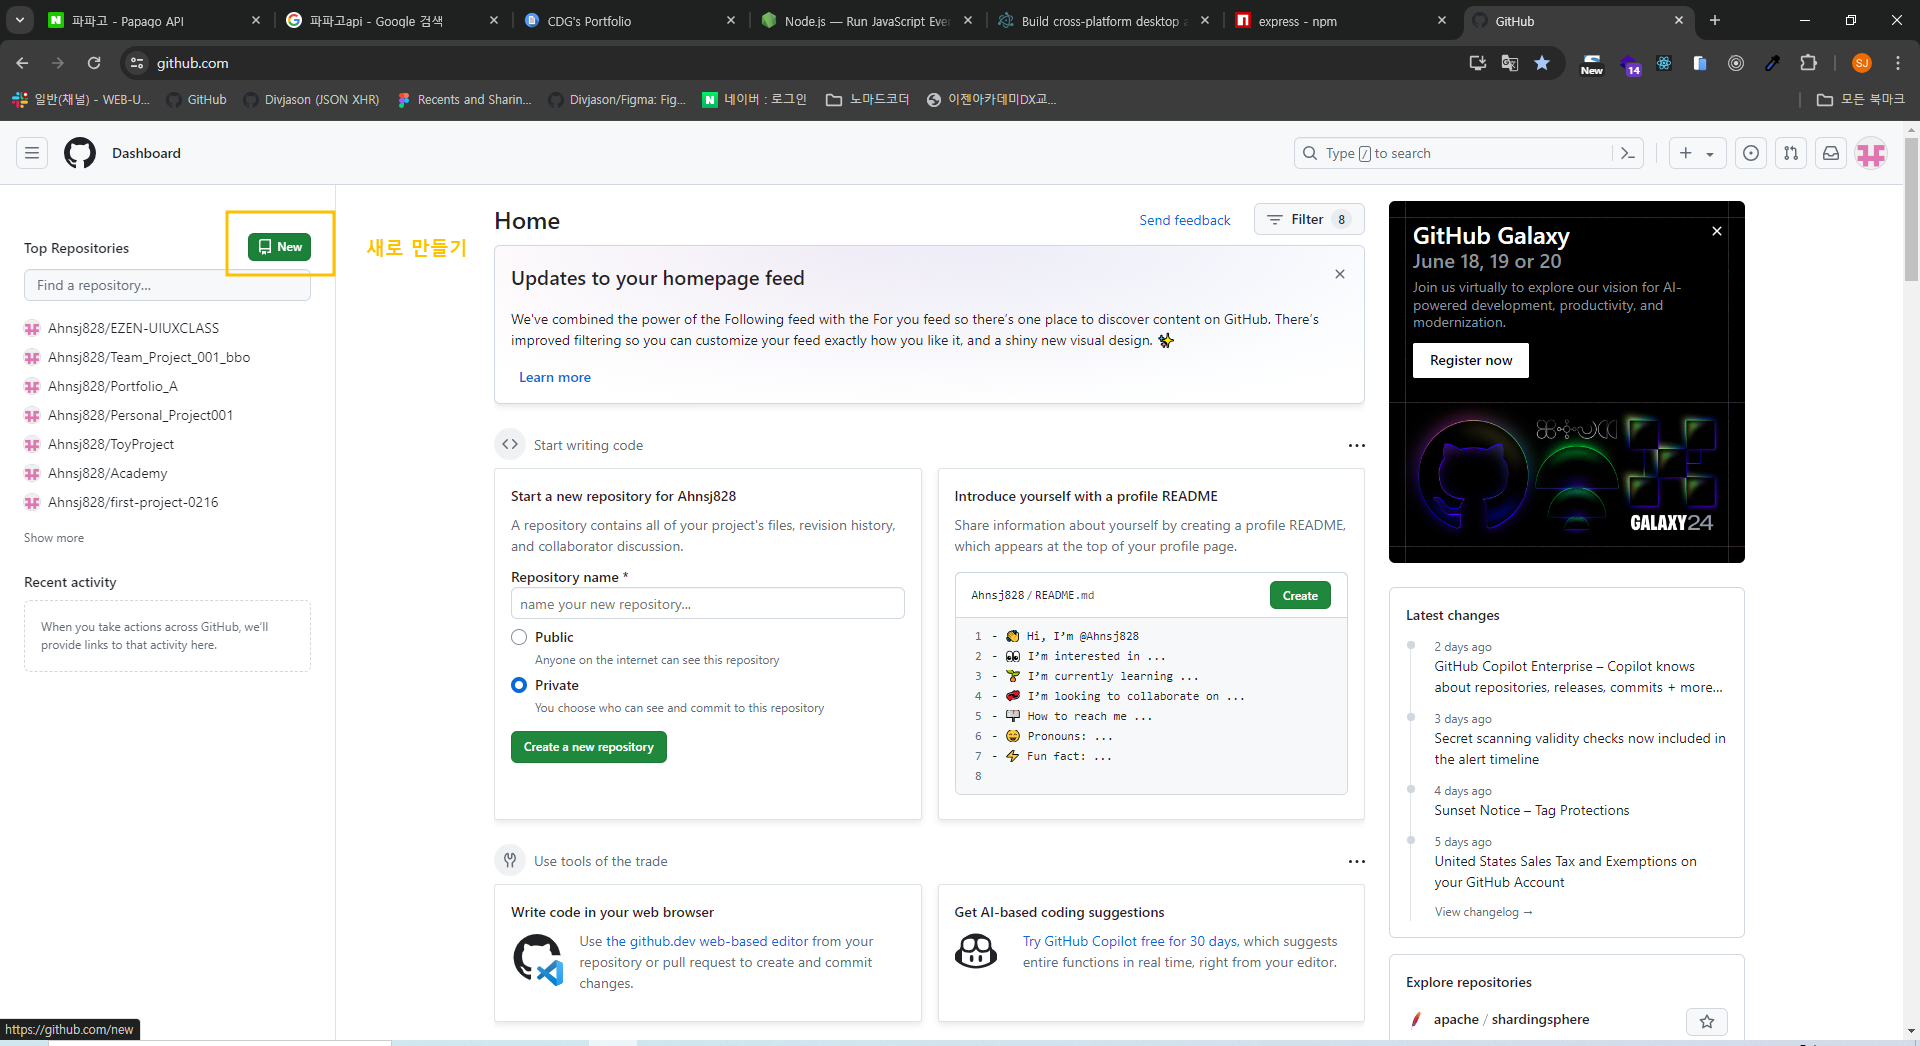 파파고 - Papago API
파파고api - Google 검색
CDG's Portfolio
Node.js — Run JavaScript Ever
Build cross-platform desktop a
express - npm
GitHub
github.com
New
14
SJ
일반(채널) - WEB-U...
GitHub
Divjason (JSON XHR)
Recents and Sharin...
Divjason/Figma: Fig...
네이버 : 로그인
노마드코더
이젠아카데미DX교...
모든 북마크
Dashboard
Type / to search
Top Repositories
New
새로 만들기
Find a repository...
Ahnsj828/EZEN-UIUXCLASS
Ahnsj828/Team_Project_001_bbo
Ahnsj828/Portfolio_A
Ahnsj828/Personal_Project001
Ahnsj828/ToyProject
Ahnsj828/Academy
Ahnsj828/first-project-0216
Show more
Recent activity
When you take actions across GitHub, we'll
provide links to that activity here.
Home
Send feedback
Filter 8
Updates to your homepage feed
We've combined the power of the Following feed with the For you feed so there's one place to discover content on GitHub. There's
improved filtering so you can customize your feed exactly how you like it, and a shiny new visual design. ✨
Learn more
Start writing code
Start a new repository for Ahnsj828
A repository contains all of your project's files, revision history,
and collaborator discussion.
Repository name *
name your new repository...
Public
Anyone on the internet can see this repository
Private
You choose who can see and commit to this repository
Create a new repository
Introduce yourself with a profile README
Share information about yourself by creating a profile README,
which appears at the top of your profile page.
Ahnsj828 / README.md
Create
1 - 👋 Hi, I'm @Ahnsj828
2 - 👀 I'm interested in ...
3 - 🌱 I'm currently learning ...
4 - 💞️ I'm looking to collaborate on ...
5 - 📫 How to reach me ...
6 - 😄 Pronouns: ...
7 - ⚡ Fun fact: ...
8
Use tools of the trade
Write code in your web browser
Use the github.dev web-based editor from your
repository or pull request to create and commit
changes.
Get AI-based coding suggestions
Try GitHub Copilot free for 30 days, which suggests
entire functions in real time, right from your editor.
GitHub Galaxy
June 18, 19 or 20
Join us virtually to explore our vision for AI-
powered development, productivity, and
modernization.
Register now
GALAXY24
Latest changes
2 days ago
GitHub Copilot Enterprise – Copilot knows
about repositories, releases, commits + more...
3 days ago
Secret scanning validity checks now included in
the alert timeline
4 days ago
Sunset Notice – Tag Protections
5 days ago
United States Sales Tax and Exemptions on
your GitHub Account
View changelog →
Explore repositories
apache / shardingsphere
https://github.com/new